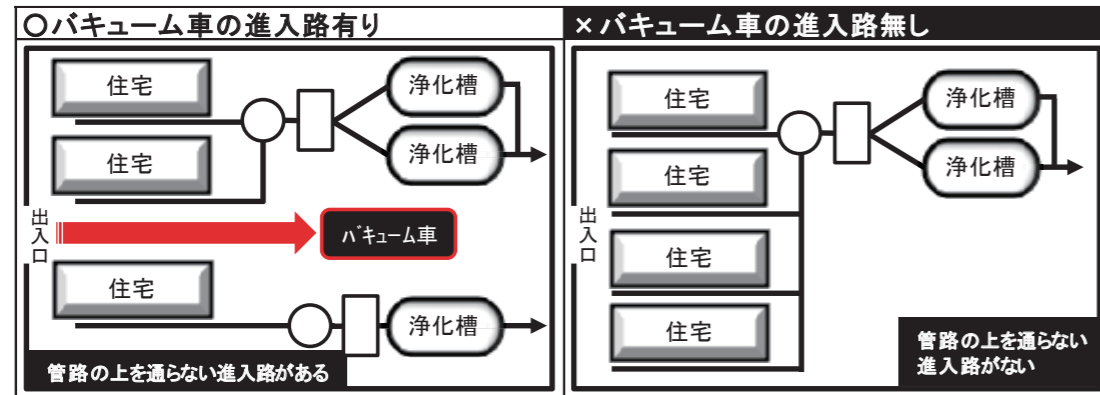 〇バキューム車の進入路有り
住宅
浄化槽
住宅
浄化槽
出入口
バキューム車
住宅
浄化槽
管路の上を通らない進入路がある
×バキューム車の進入路無し
住宅
浄化槽
住宅
浄化槽
出入口
住宅
住宅
管路の上を通らない
進入路がない